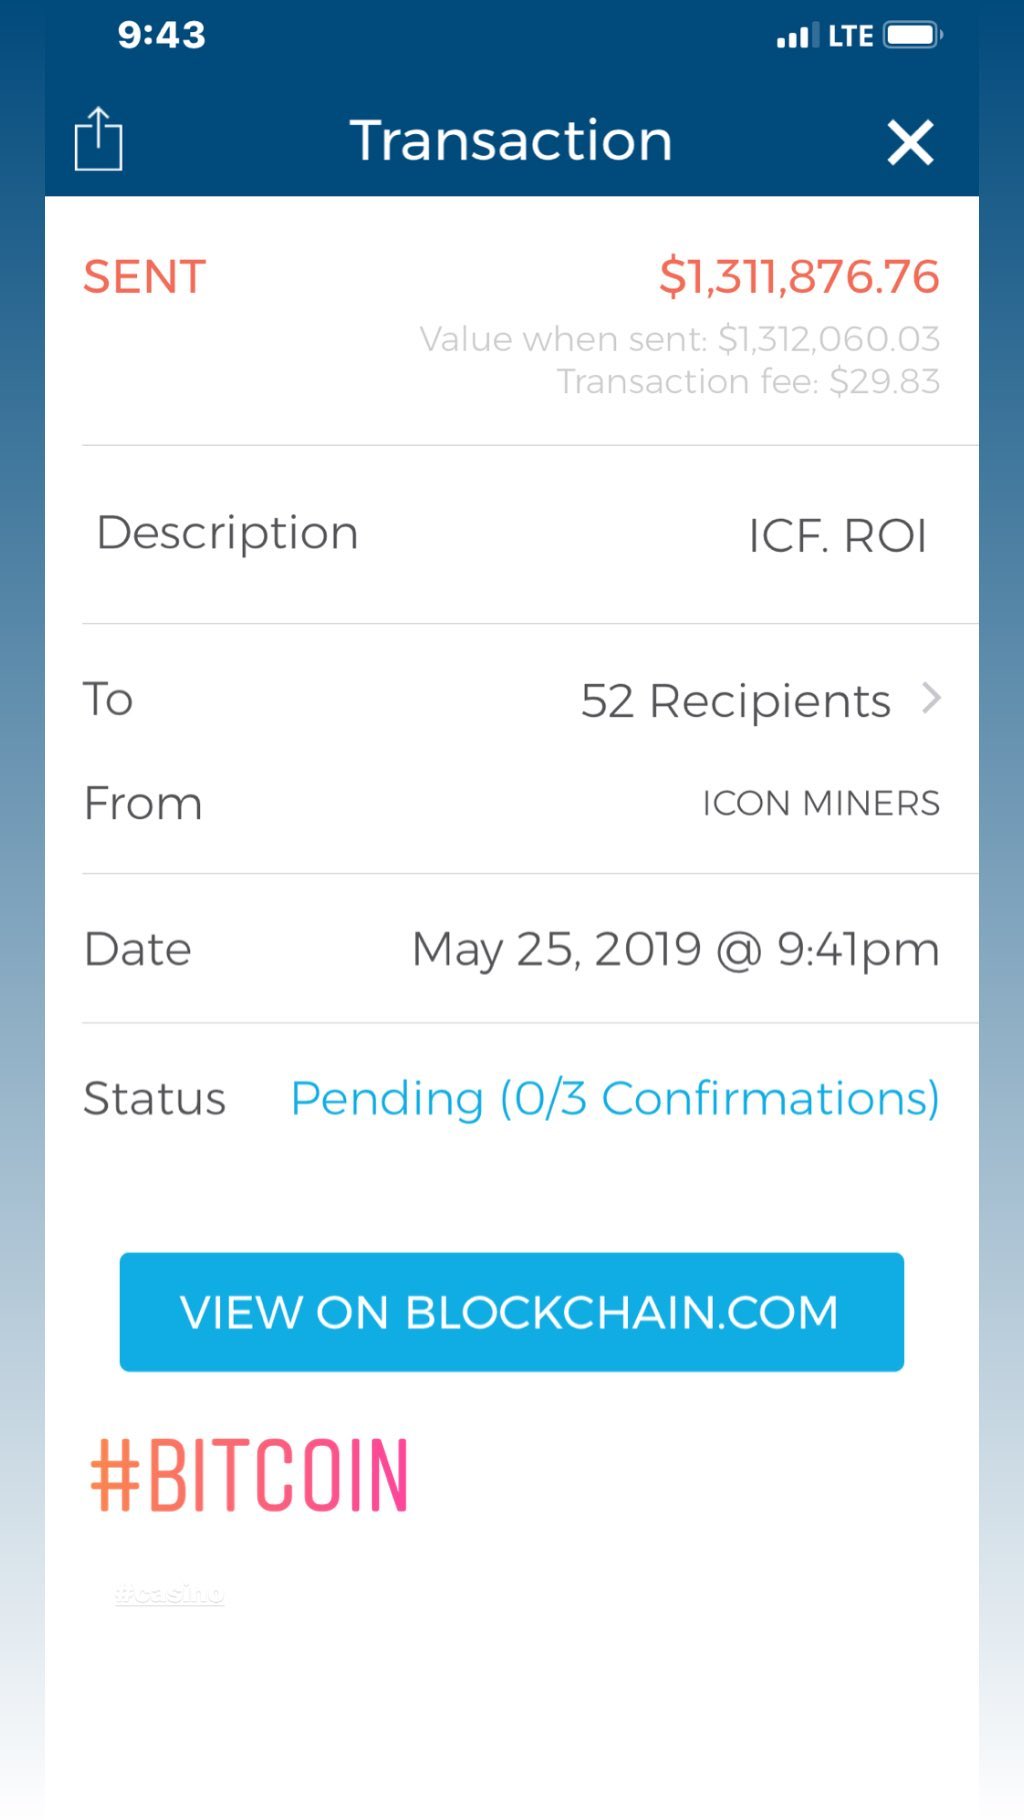 9:43 LTE
Transaction
SENT $1,311,876.76
Value when sent: $1,312,060.03
Transaction fee: $29.83
Description ICF. ROI
To 52 Recipients
From ICON MINERS
Date May 25, 2019 @ 9:41pm
Status Pending (0/3 Confirmations)
VIEW ON BLOCKCHAIN.COM
#BITCOIN
#casino